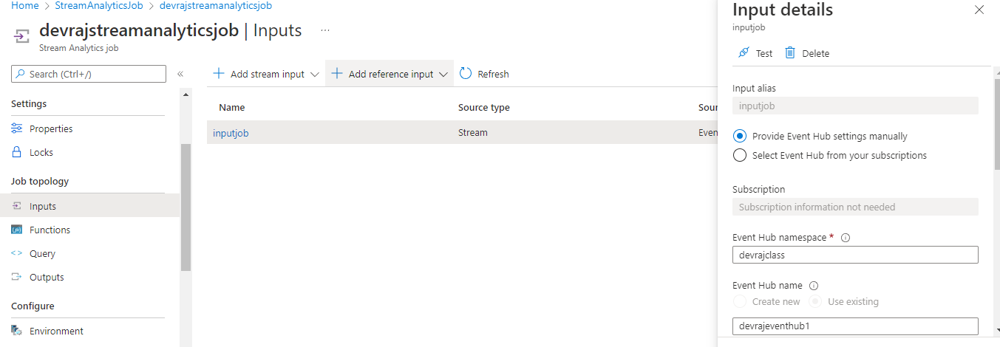 Home > StreamAnalyticsJob > devrajstreamanalyticsjob
devrajstreamanalyticsjob | Inputs ...
Stream Analytics job
Search (Ctrl+/)
«
Settings
Properties
Locks
Job topology
Inputs
Functions
Query
Outputs
Configure
Environment
+ Add stream input
+ Add reference input
Refresh
Name Source type Sour
inputjob Stream Even
Input details
inputjob
Test Delete
Input alias
inputjob
Provide Event Hub settings manually
Select Event Hub from your subscriptions
Subscription
Subscription information not needed
Event Hub namespace *
devrajclass
Event Hub name
Create new Use existing
devrajeventhub1